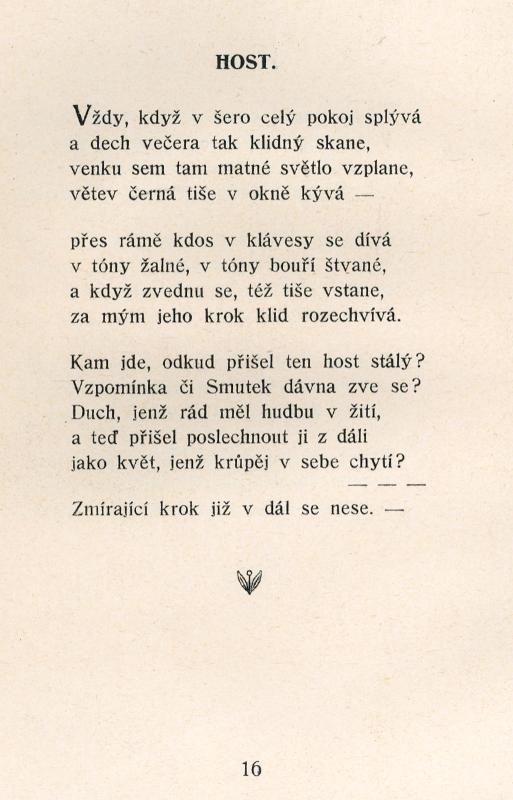 HOST.
Vždy, když v šero celý pokoj splývá
a dech večera tak klidný skane,
venku sem tam matné světlo vzplane,
větev černá tiše v okně kývá —
přes rámě kdos v klávesy se dívá
v tóny žalné, v tóny bouří štvané,
a když zvednu se, též tiše vstane,
za mým jeho krok klid rozechvívá.
Kam jde, odkud přišel ten host stálý?
Vzpomínka či Smutek dávna zve se?
Duch, jenž rád měl hudbu v žití,
a teď přišel poslechnout ji z dáli
jako květ, jenž krůpěj v sebe chytí?
— — —
Zmírající krok již v dál se nese. —
16